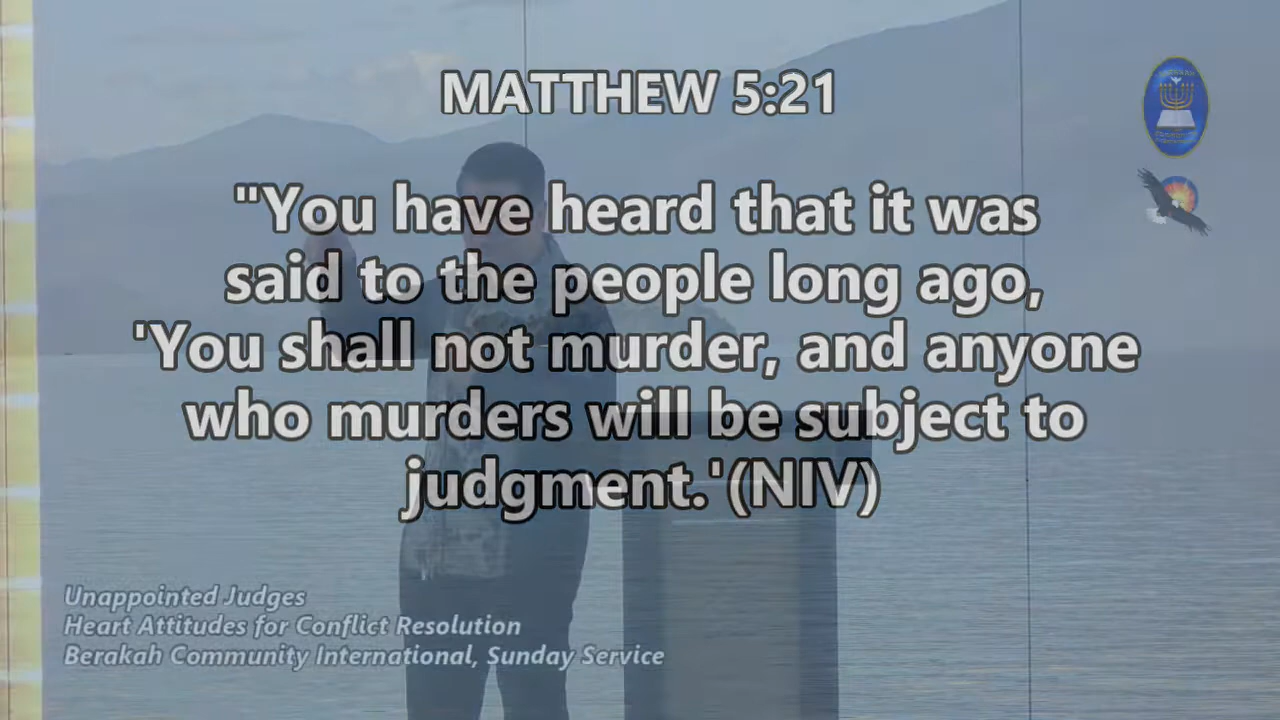 MATTHEW 5:21
"You have heard that it was
said to the people long ago,
'You shall not murder, and anyone
who murders will be subject to
judgment.'(NIV)
Unappointed Judges
Heart Attitudes for Conflict Resolution
Berakah Community International, Sunday Service